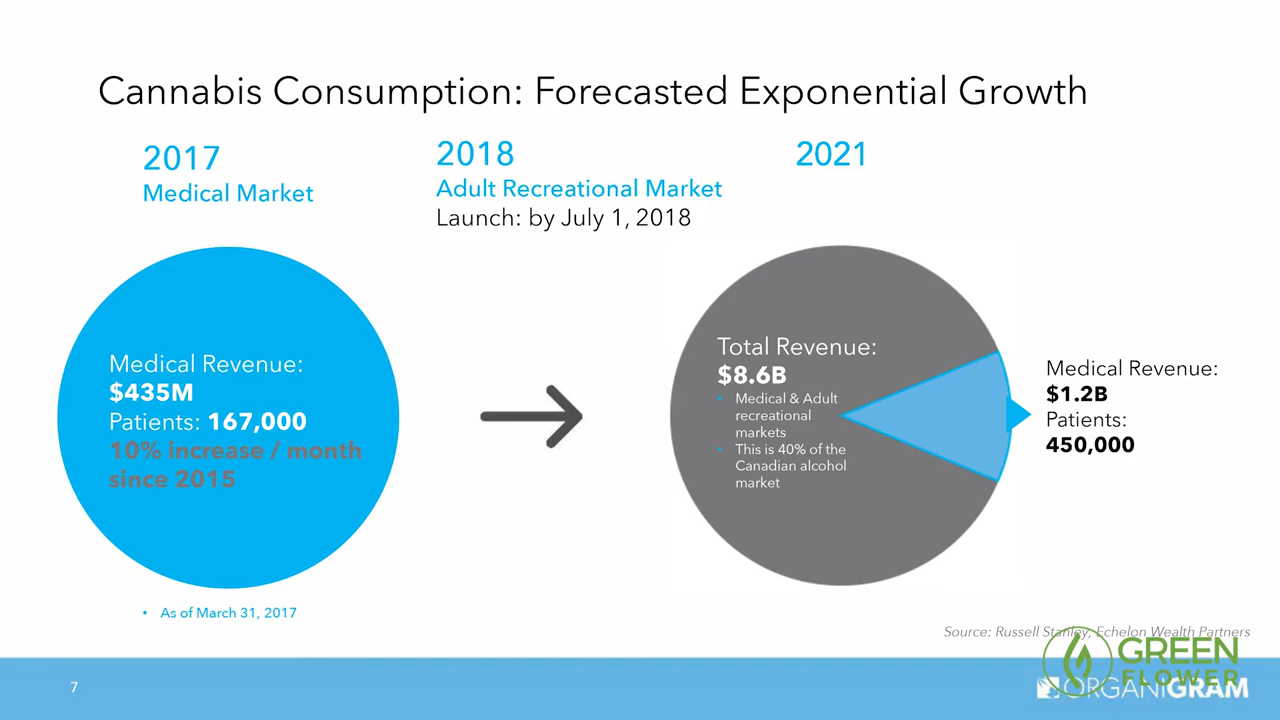 Cannabis Consumption: Forecasted Exponential Growth
2017
Medical Market
2018
Adult Recreational Market
Launch: by July 1, 2018
2021
Medical Revenue:
$435M
Patients: 167,000
10% increase / month
since 2015
• As of March 31, 2017
Total Revenue:
$8.6B
• Medical & Adult
recreational
markets
• This is 40% of the
Canadian alcohol
market
Medical Revenue:
$1.2B
Patients:
450,000
Source: Russell Stanley, Echelon Wealth Partners
7
GREEN
FLOWER
ORGANIGRAM